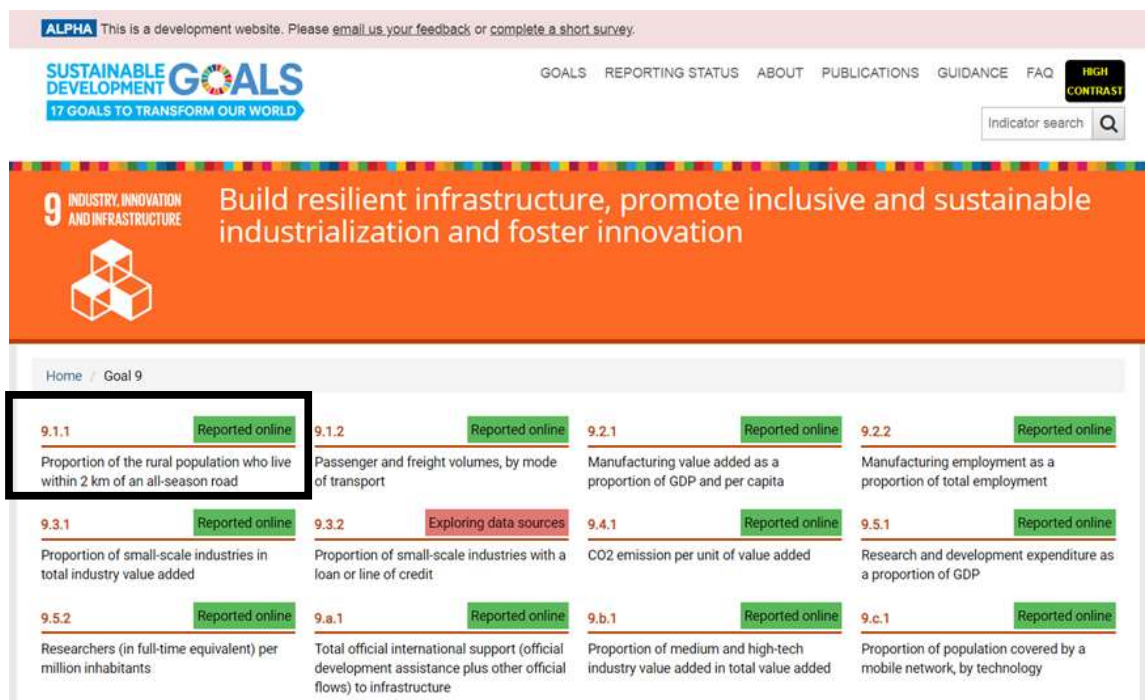 ALPHA This is a development website. Please email us your feedback or complete a short survey.
SUSTAINABLE DEVELOPMENT GOALS
17 GOALS TO TRANSFORM OUR WORLD
GOALS REPORTING STATUS ABOUT PUBLICATIONS GUIDANCE FAQ HIGH CONTRAST
Indicator search
9 INDUSTRY, INNOVATION AND INFRASTRUCTURE
Build resilient infrastructure, promote inclusive and sustainable
industrialization and foster innovation
Home / Goal 9
9.1.1 Reported online
Proportion of the rural population who live
within 2 km of an all-season road
9.1.2 Reported online
Passenger and freight volumes, by mode
of transport
9.2.1 Reported online
Manufacturing value added as a
proportion of GDP and per capita
9.2.2 Reported online
Manufacturing employment as a
proportion of total employment
9.3.1 Reported online
Proportion of small-scale industries in
total industry value added
9.3.2 Exploring data sources
Proportion of small-scale industries with a
loan or line of credit
9.4.1 Reported online
CO2 emission per unit of value added
9.5.1 Reported online
Research and development expenditure as
a proportion of GDP
9.5.2 Reported online
Researchers (in full-time equivalent) per
million inhabitants
9.a.1 Reported online
Total official international support (official
development assistance plus other official
flows) to infrastructure
9.b.1 Reported online
Proportion of medium and high-tech
industry value added in total value added
9.c.1 Reported online
Proportion of population covered by a
mobile network, by technology